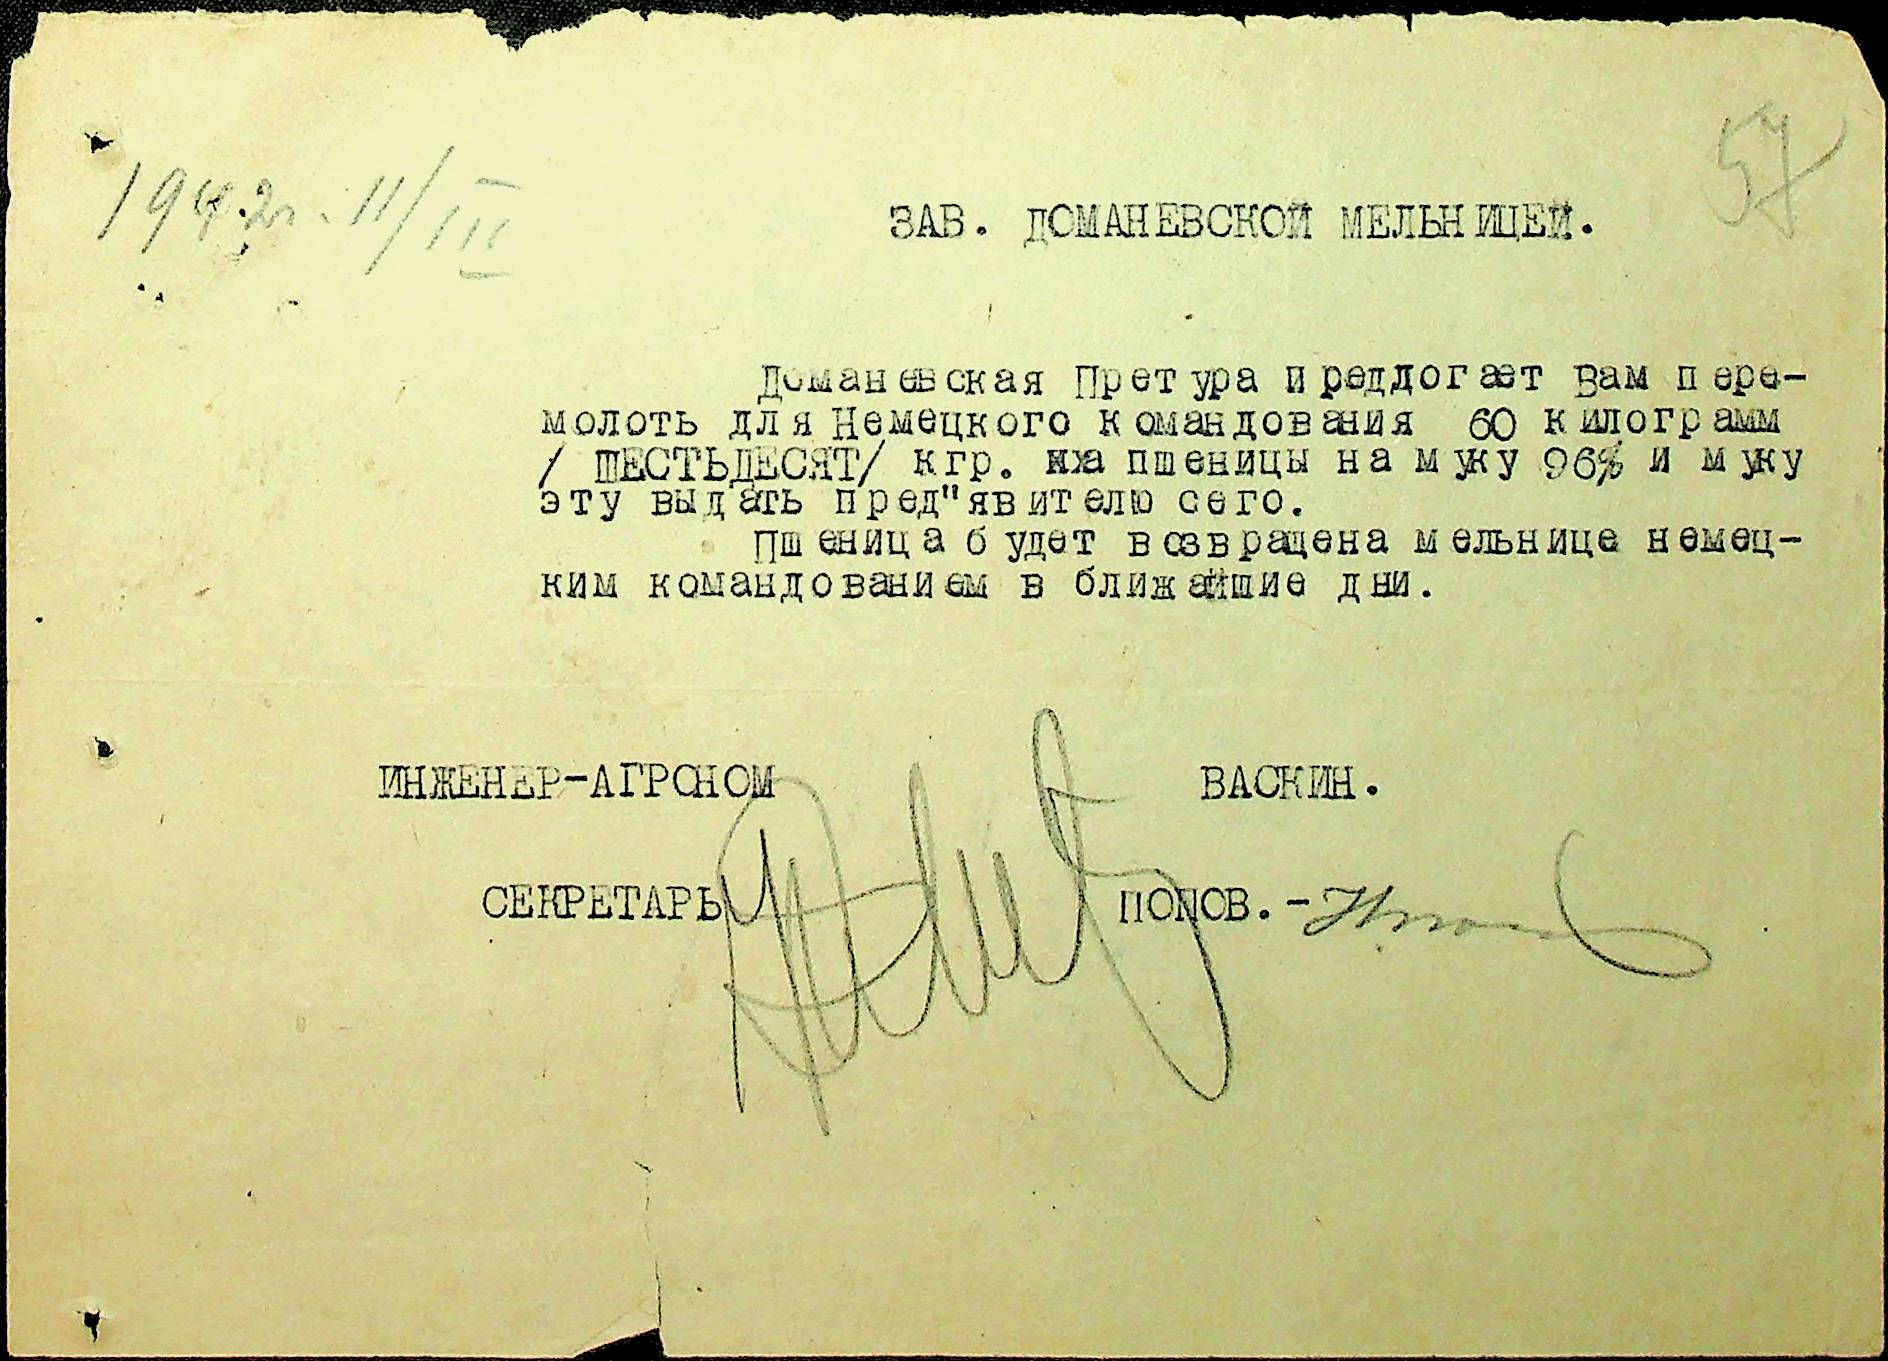 57
1942г. 11/III
ЗАВ. ДОМАНЕВСКОЙ МЕЛЬНИЦЕЙ.
Доманевская Претура предлогает Вам пере-
молоть для Немецкого командования 60 килограмм
/ ШЕСТЬДЕСЯТ/ кгр. пшеницы на муку 96% и муку
эту выдать пред"явителю сего.
Пшеница будет возвращена мельнице немец-
ким командованием в ближайшие дни.
ИНЖЕНЕР-АГРОНОМ ВАСКИН.
СЕКРЕТАРЬ ПОПОВ.-